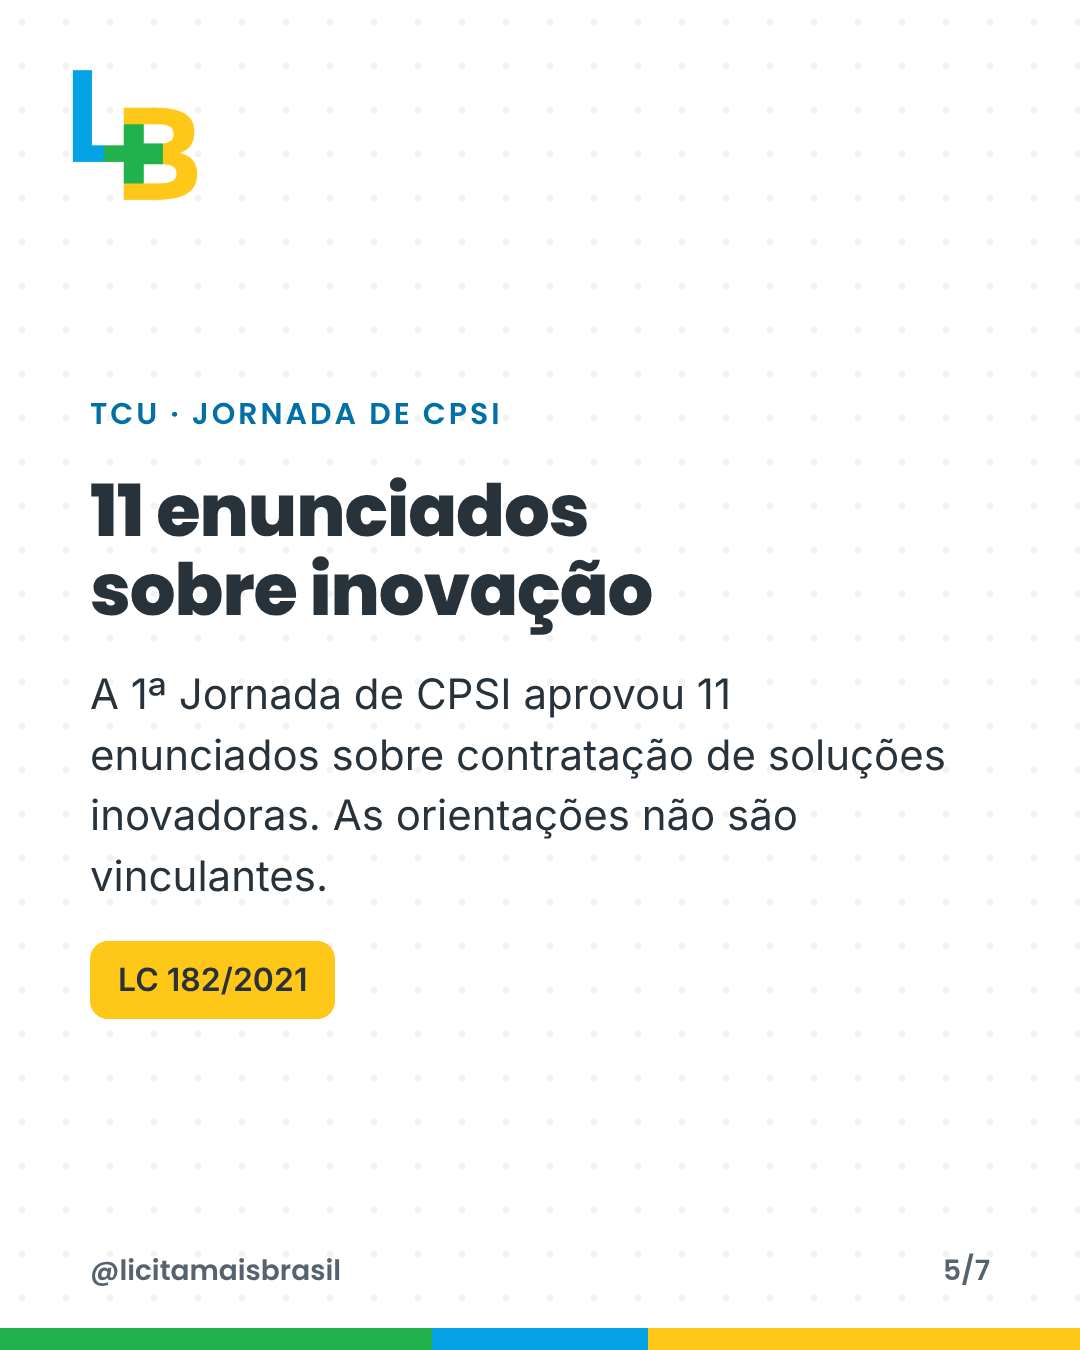 L+B
TCU · JORNADA DE CPSI
11 enunciados
sobre inovação
A 1ª Jornada de CPSI aprovou 11
enunciados sobre contratação de soluções
inovadoras. As orientações não são
vinculantes.
LC 182/2021
@licitamaisbrasil
5/7